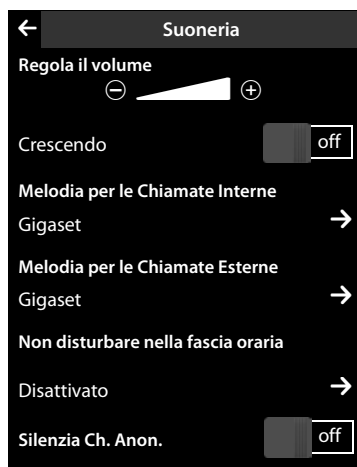 Suoneria
Regola il volume
Crescendo
off
Melodia per le Chiamate Interne
Gigaset
Melodia per le Chiamate Esterne
Gigaset
Non disturbare nella fascia oraria
Disattivato
Silenzia Ch. Anon.
off